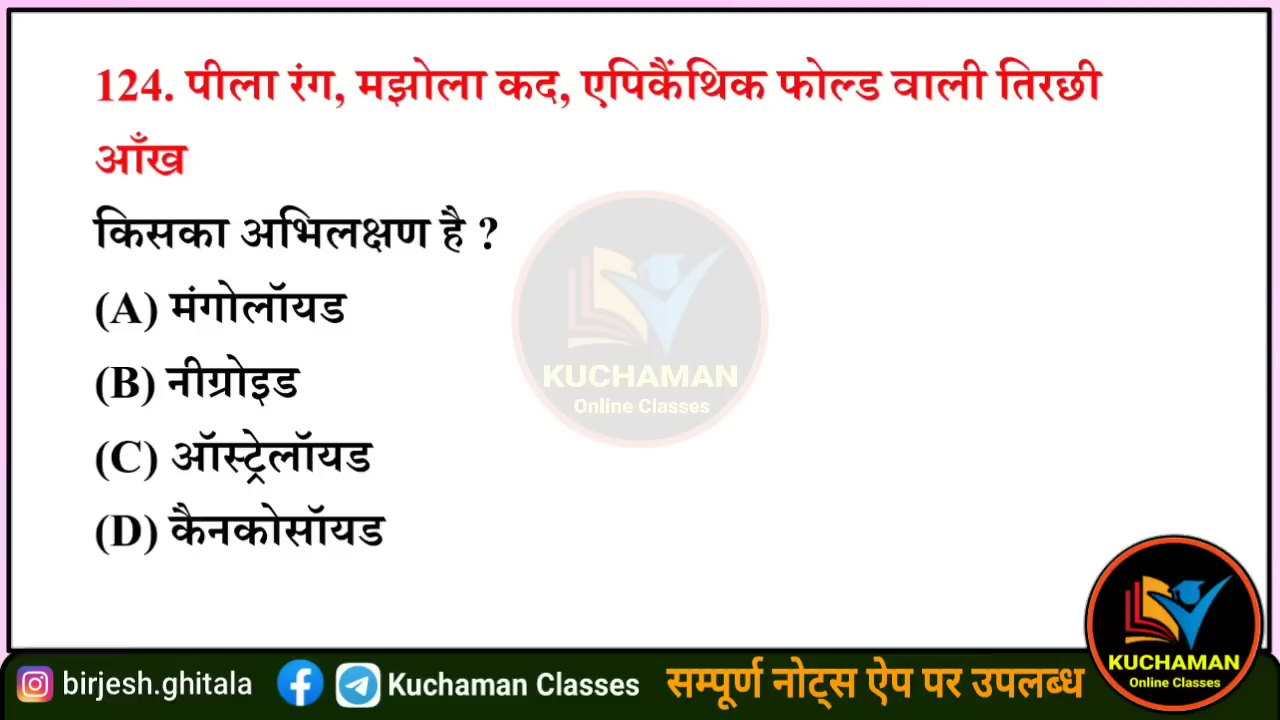 124. पीला रंग, मझोला कद, एपिकैंथिक फोल्ड वाली तिरछी
आँख
किसका अभिलक्षण है ?
(A) मंगोलॉयड
(B) नीग्रोइड
(C) ऑस्ट्रेलॉयड
(D) कैनकोसॉयड
KUCHAMAN
Online Classes
birjesh.ghitala
Kuchaman Classes
सम्पूर्ण नोट्स ऐप पर उपलब्ध
KUCHAMAN
Online Classes